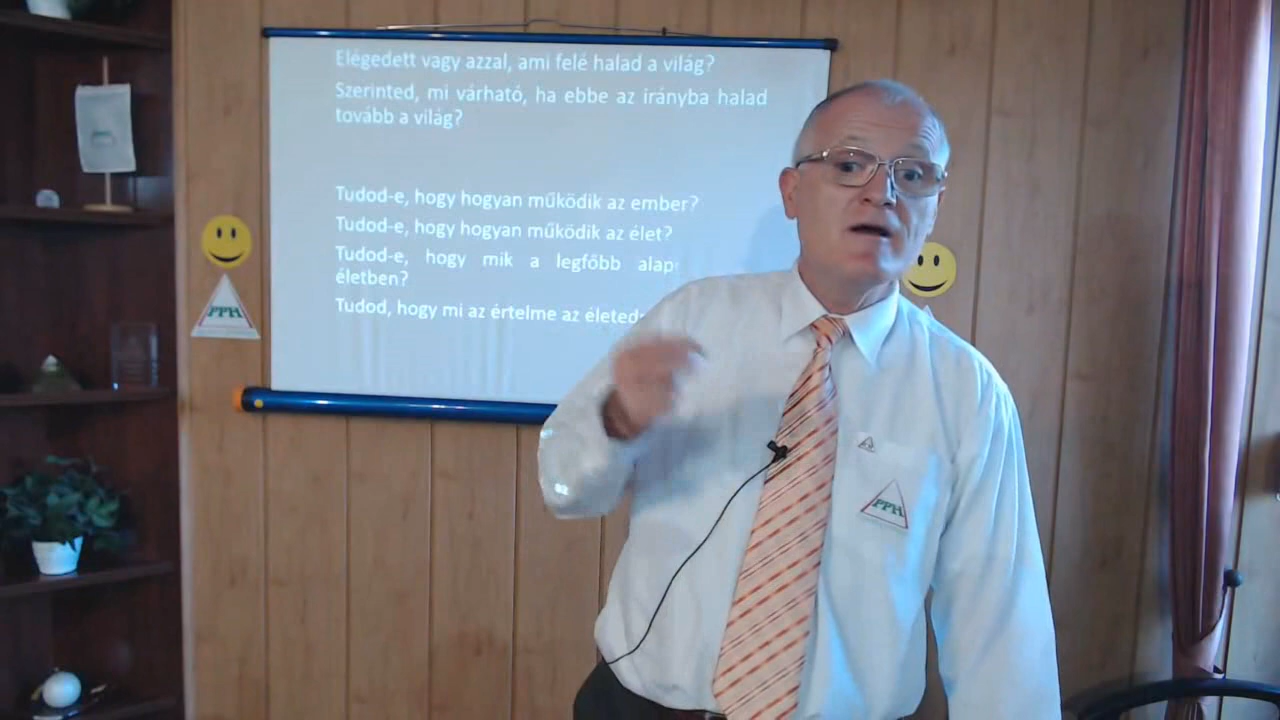 Elégedett vagy azzal, ami felé halad a világ?
Szerinted, mi várható, ha ebbe az irányba halad
tovább a világ?
Tudod-e, hogy hogyan működik az ember?
Tudod-e, hogy hogyan működik az élet?
Tudod-e, hogy mik a legfőbb alap
életben?
Tudod, hogy mi az értelme az életed
PPH
PPH